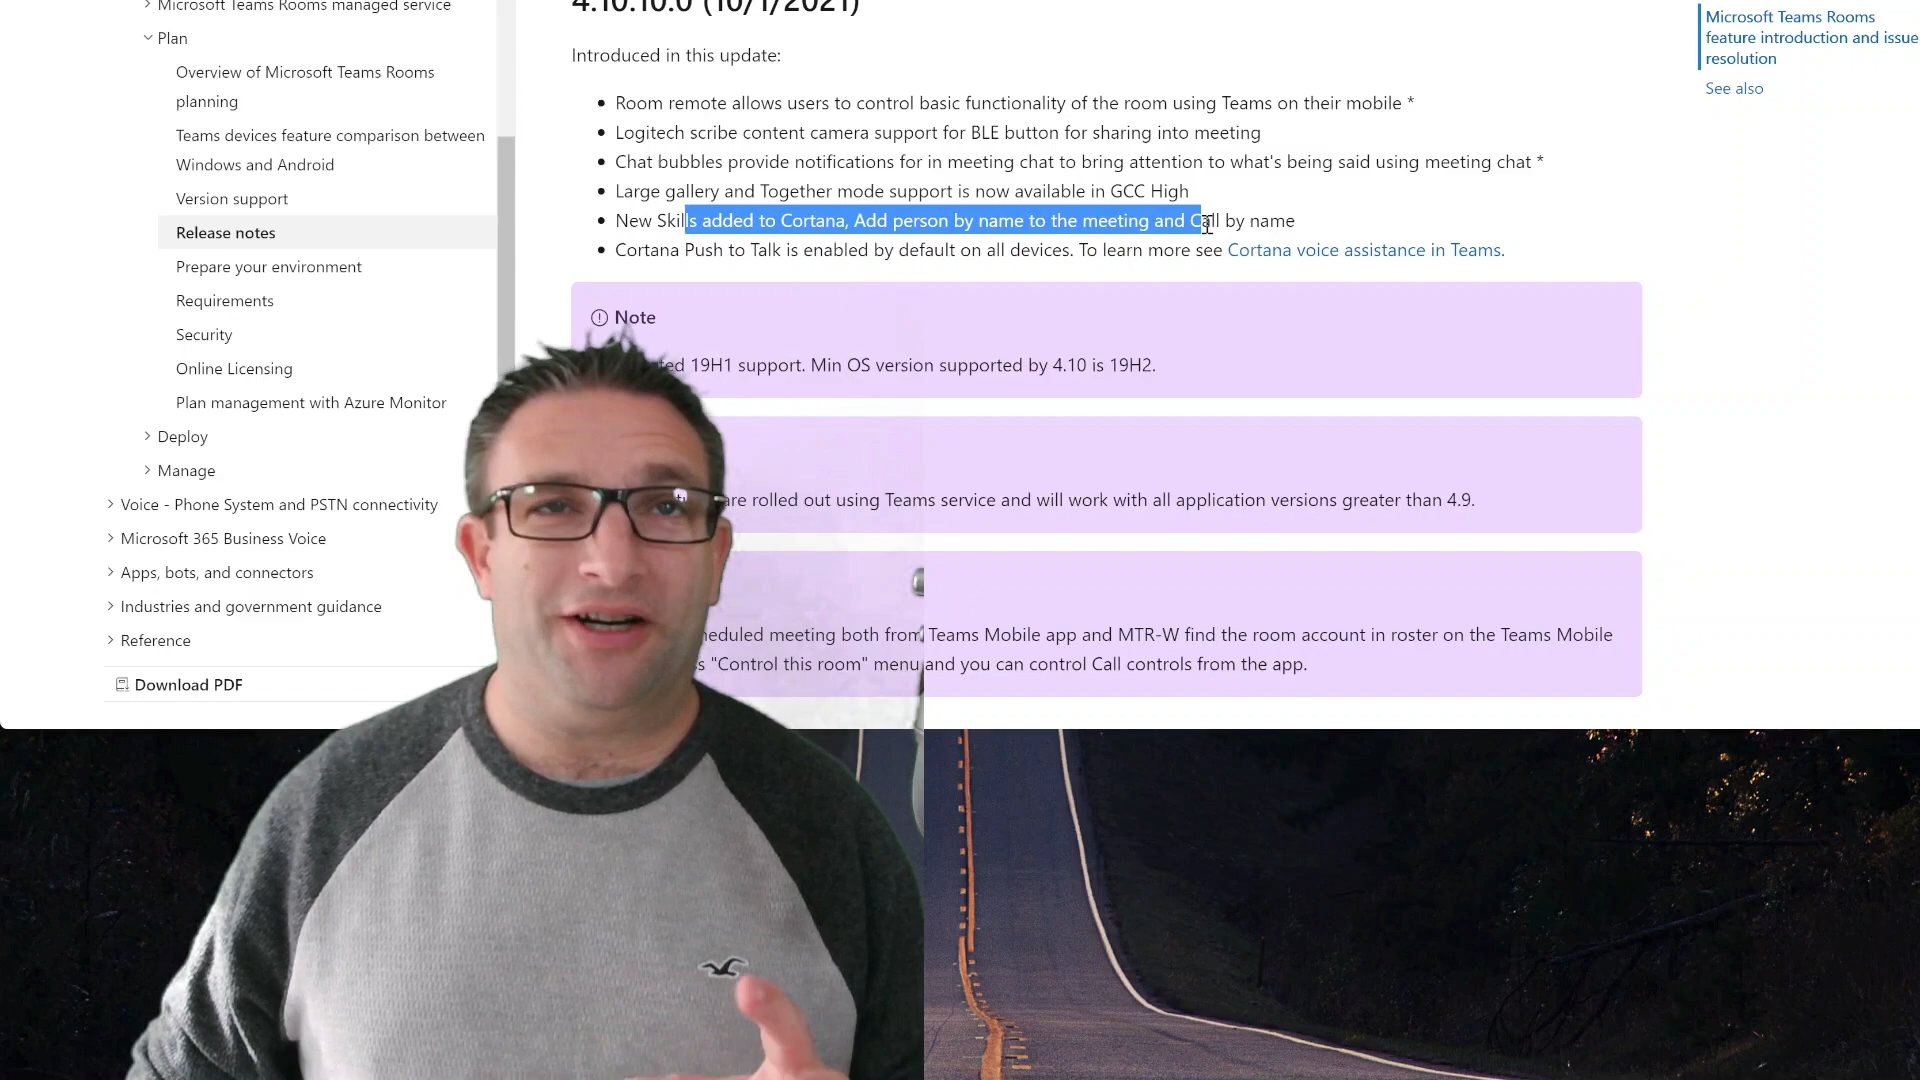 Microsoft Teams Rooms managed service
Plan
Overview of Microsoft Teams Rooms
planning
Teams devices feature comparison between
Windows and Android
Version support
Release notes
Prepare your environment
Requirements
Security
Online Licensing
Plan management with Azure Monitor
Deploy
Manage
Voice - Phone System and PSTN connectivity
Microsoft 365 Business Voice
Apps, bots, and connectors
Industries and government guidance
Reference
Download PDF
4.10.10.0 (10/1/2021)
Introduced in this update:
Room remote allows users to control basic functionality of the room using Teams on their mobile *
Logitech scribe content camera support for BLE button for sharing into meeting
Chat bubbles provide notifications for in meeting chat to bring attention to what's being said using meeting chat *
Large gallery and Together mode support is now available in GCC High
New Skills added to Cortana, Add person by name to the meeting and Call by name
Cortana Push to Talk is enabled by default on all devices. To learn more see Cortana voice assistance in Teams.
Note
19H1 support. Min OS version supported by 4.10 is 19H2.
are rolled out using Teams service and will work with all application versions greater than 4.9.
meeting both from Teams Mobile app and MTR-W find the room account in roster on the Teams Mobile
"Control this room" menu and you can control Call controls from the app.
Microsoft Teams Rooms
feature introduction and issue
resolution
See also